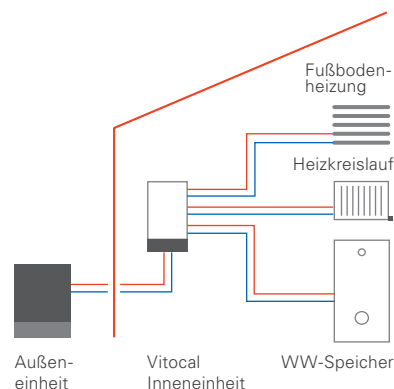 Fußboden-
heizung
Heizkreislauf
Außen-
einheit
Vitocal
Inneneinheit
WW-Speicher